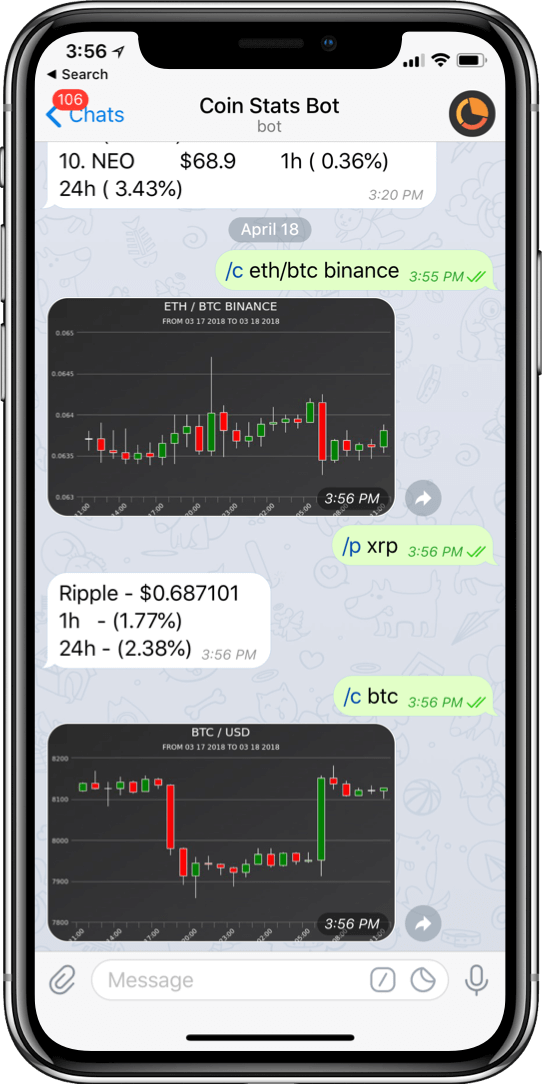 3:56
Search
106
Chats
Coin Stats Bot
bot
10. NEO $68.9 1h ( 0.36%)
24h ( 3.43%)
3:20 PM
April 18
/c eth/btc binance 3:55 PM
ETH / BTC BINANCE
FROM 03 17 2018 TO 03 18 2018
0.065
0.0645
0.064
0.0635
0.063
3:56 PM
/p xrp 3:56 PM
Ripple - $0.687101
1h - (1.77%)
24h - (2.38%) 3:56 PM
/c btc 3:56 PM
BTC / USD
FROM 03 17 2018 TO 03 18 2018
8200
8100
8000
7900
7800
3:56 PM
Message